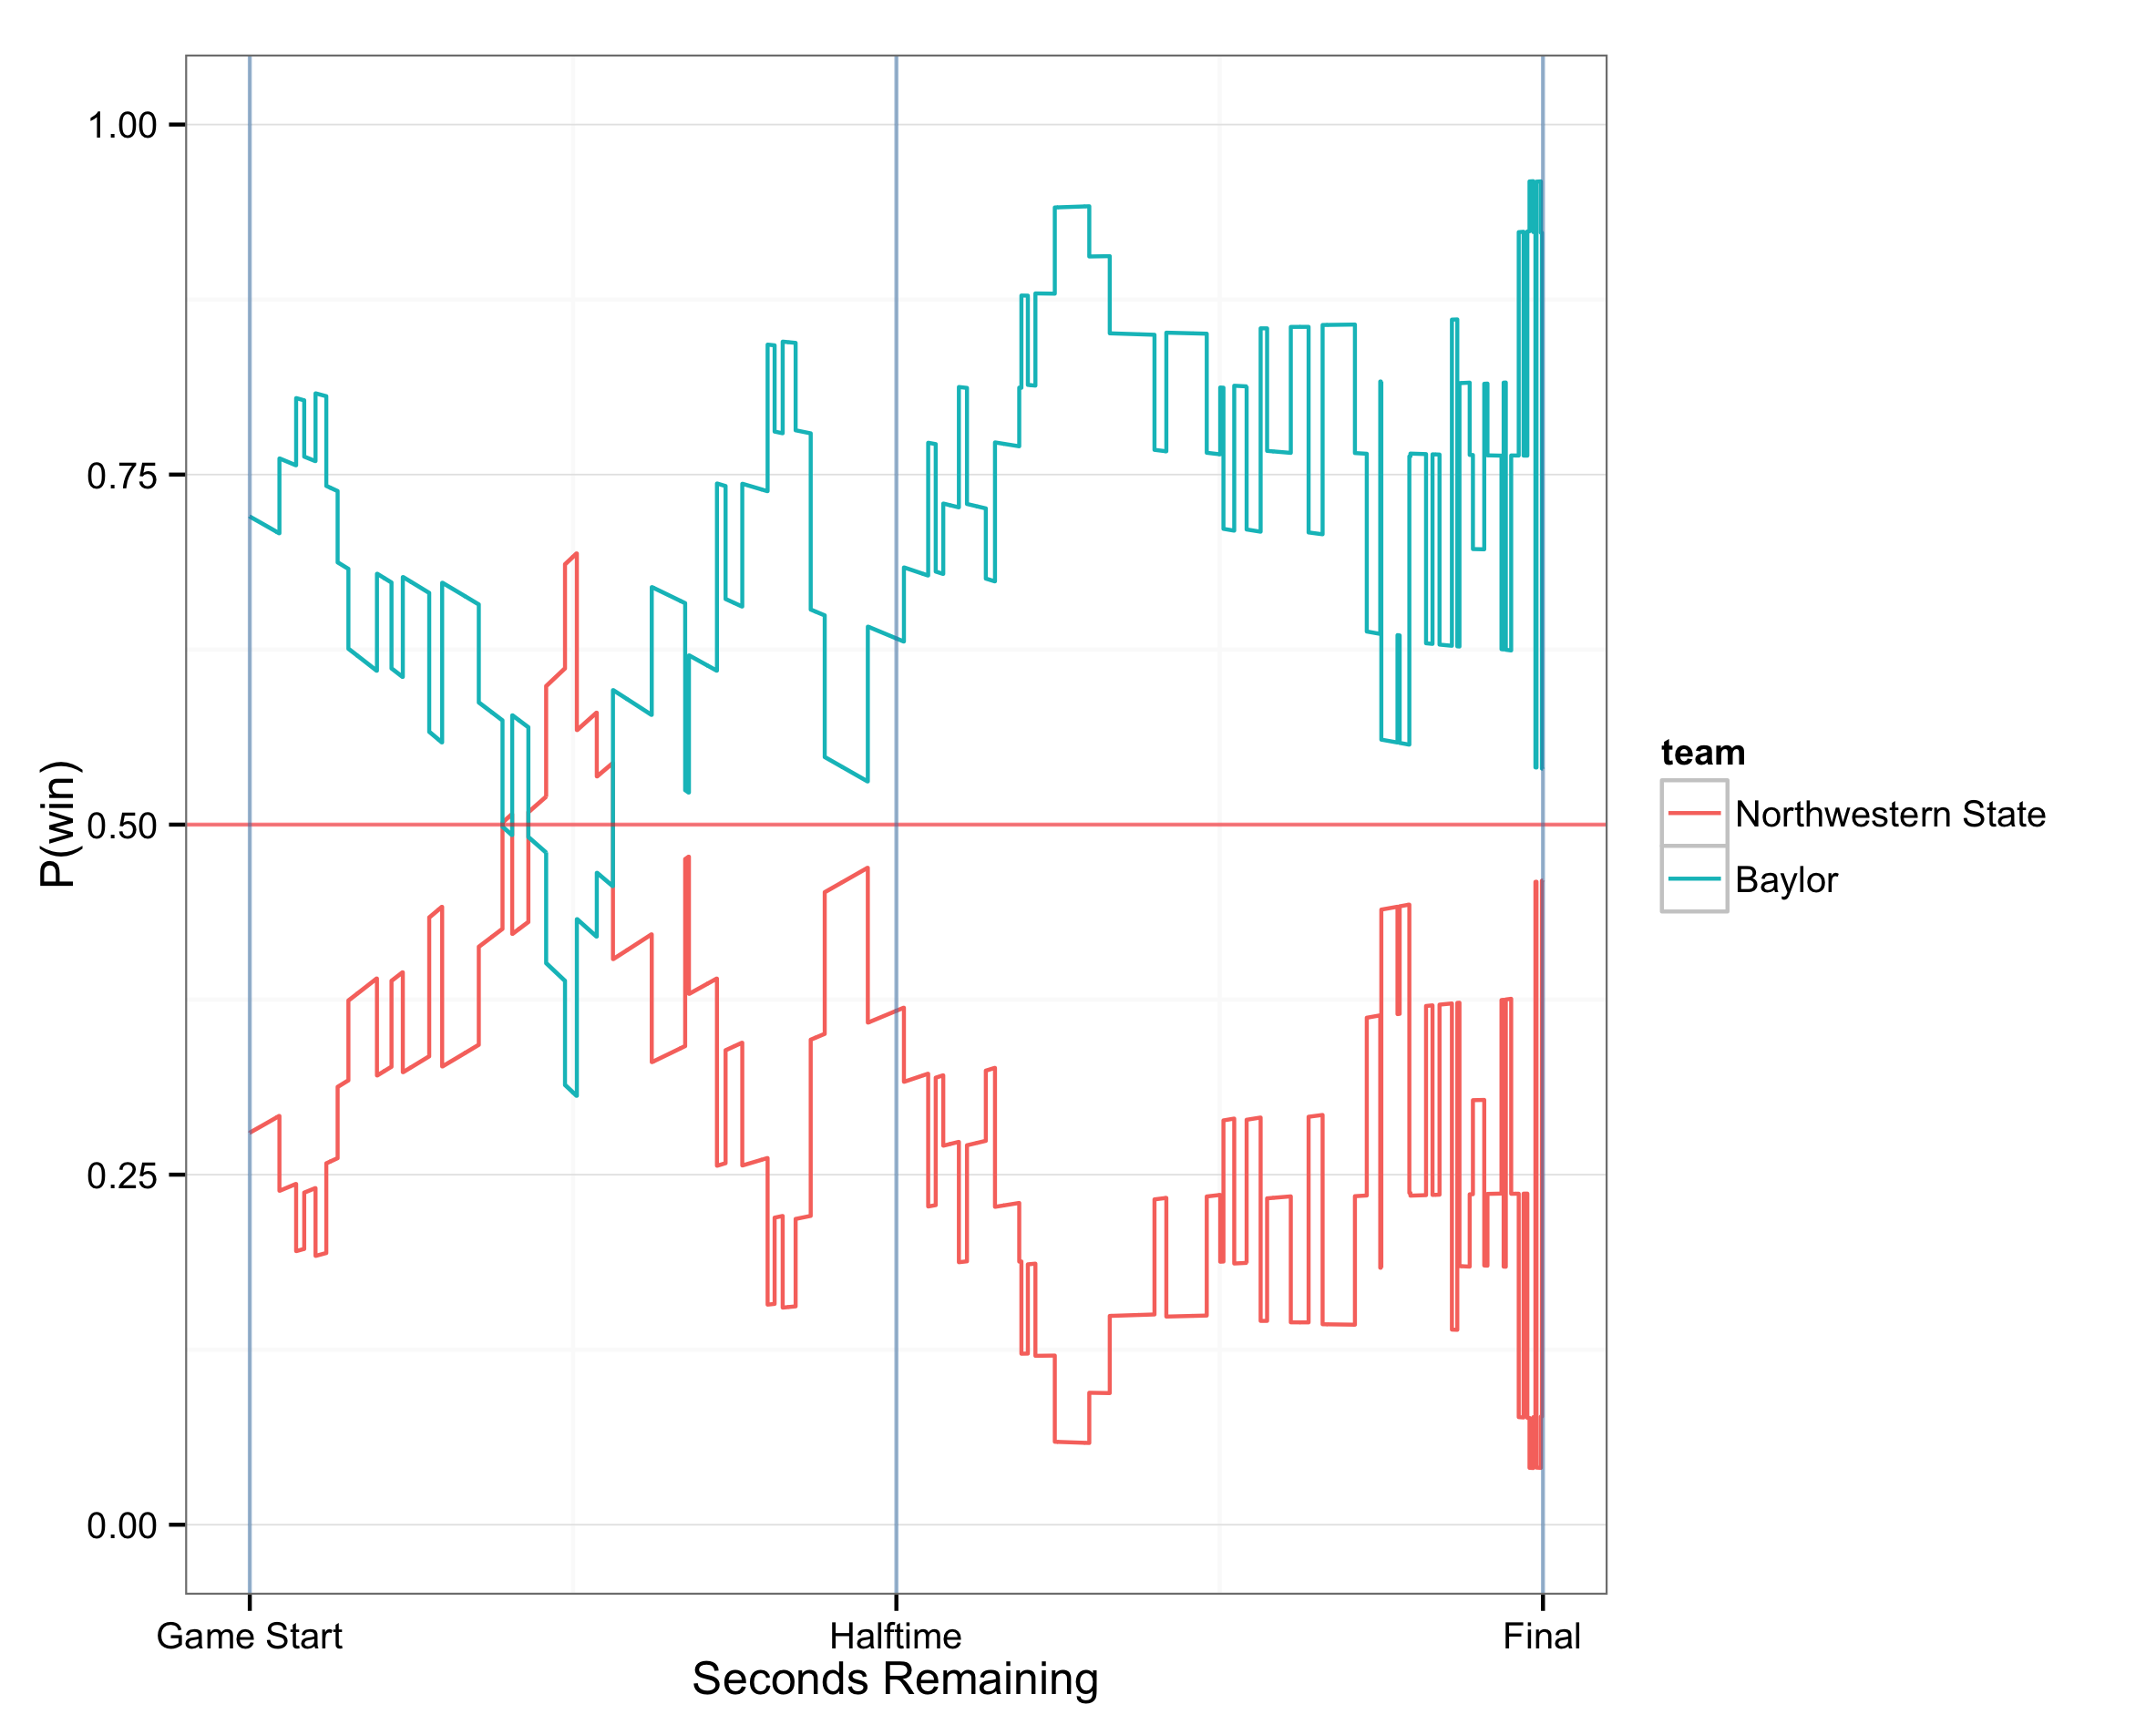 1.00
0.75
0.50
0.25
0.00
P(win)
Game Start
Halftime
Final
Seconds Remaining
team
Northwestern State
Baylor